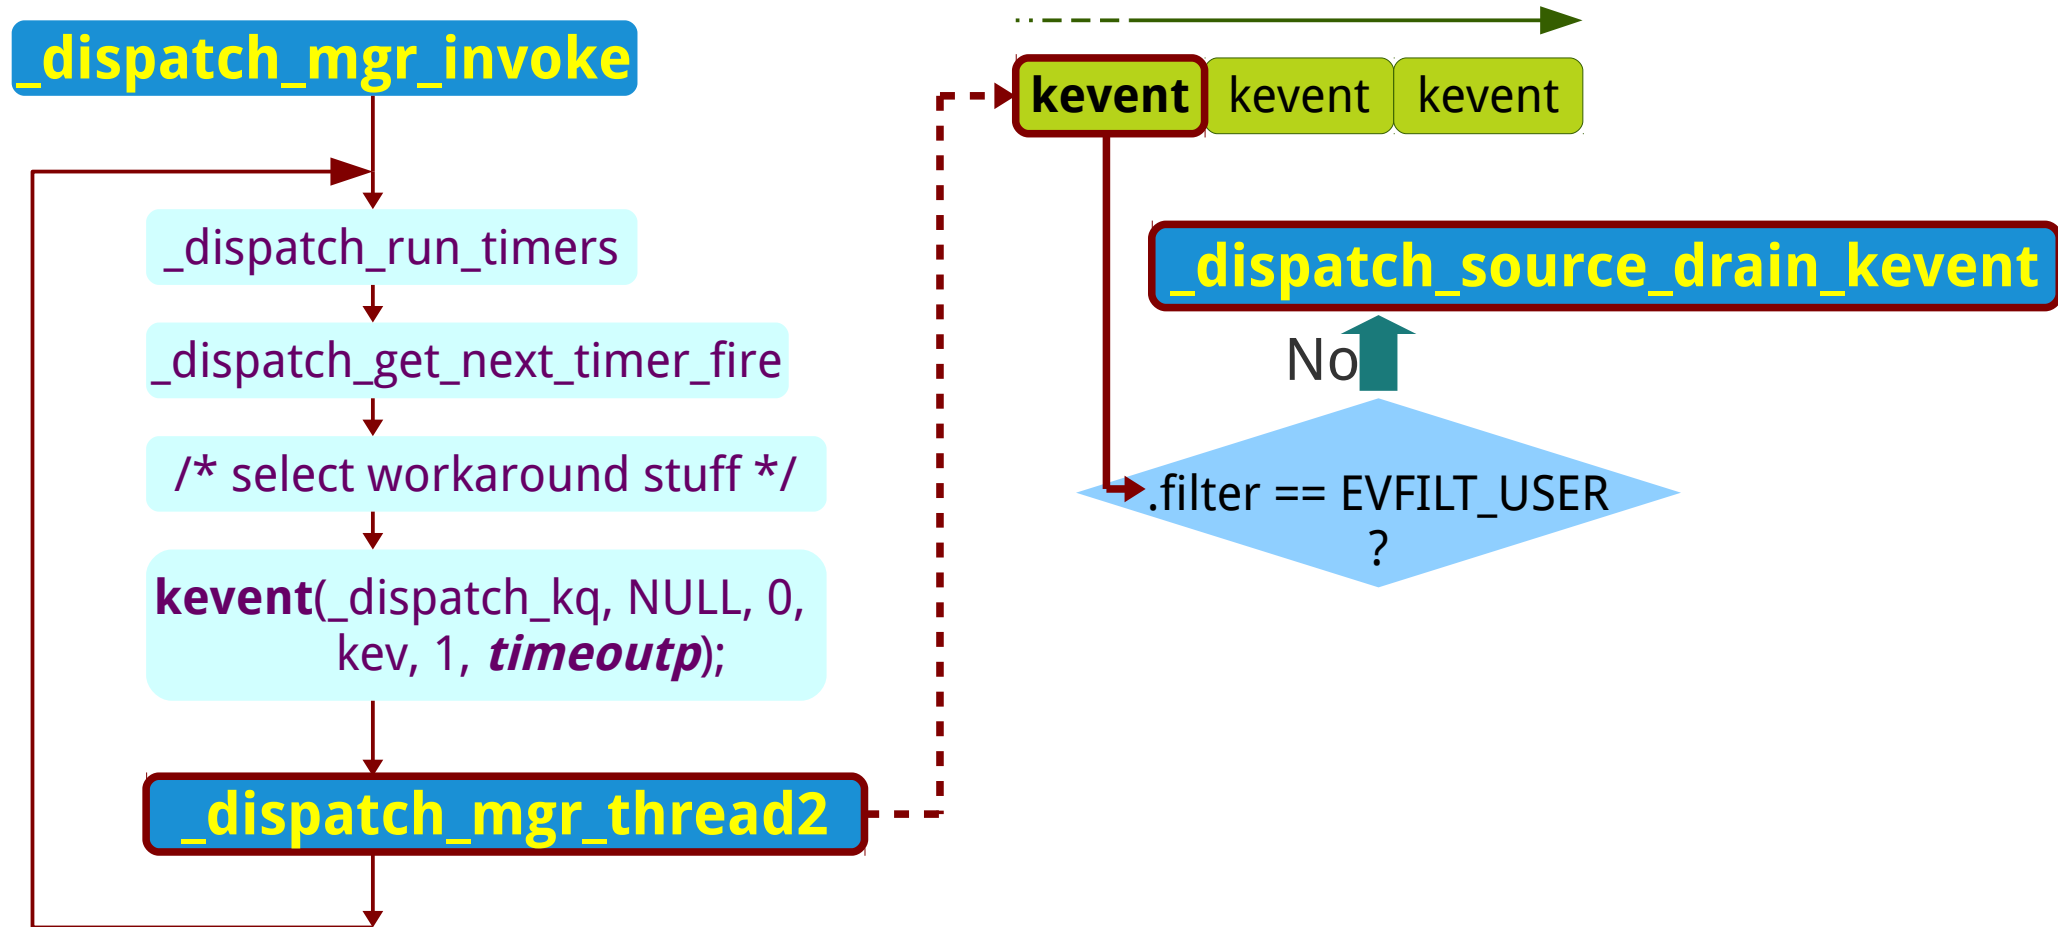 _dispatch_mgr_invoke
_dispatch_run_timers
_dispatch_get_next_timer_fire
/* select workaround stuff */
kevent(_dispatch_kq, NULL, 0,
kev, 1, timeoutp);
_dispatch_mgr_thread2
kevent kevent kevent
_dispatch_source_drain_kevent
No
.filter == EVFILT_USER
?